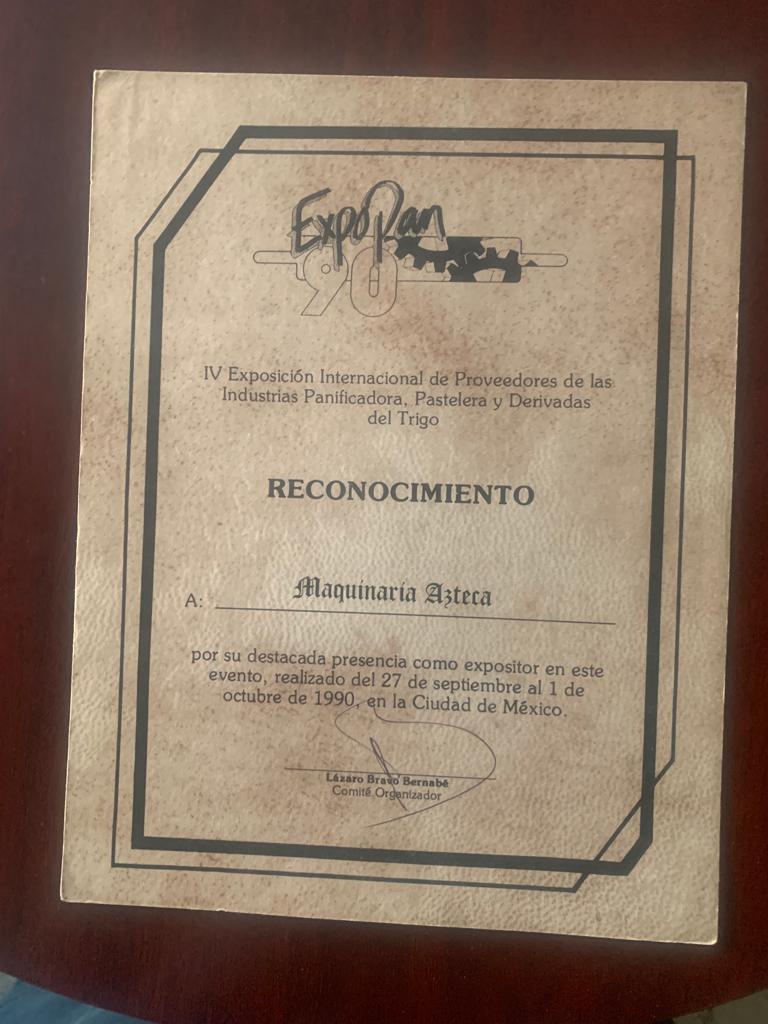 ExpoPan
90
IV Exposición Internacional de Proveedores de las
Industrias Panificadora, Pastelera y Derivadas
del Trigo
RECONOCIMIENTO
A: Maquinaria Azteca
por su destacada presencia como expositor en este
evento, realizado del 27 de septiembre al 1 de
octubre de 1990, en la Ciudad de México.
Lázaro Bravo Bernabé
Comité Organizador